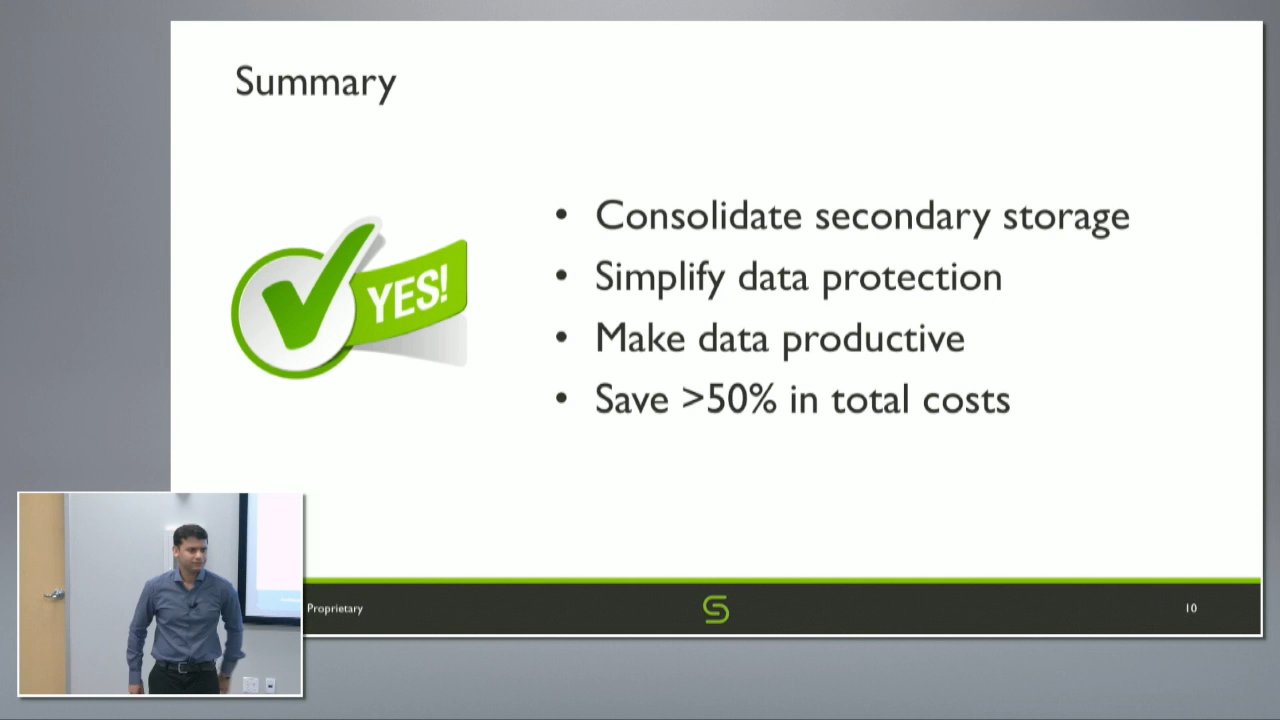 Summary
YES!
• Consolidate secondary storage
• Simplify data protection
• Make data productive
• Save >50% in total costs
Proprietary
10